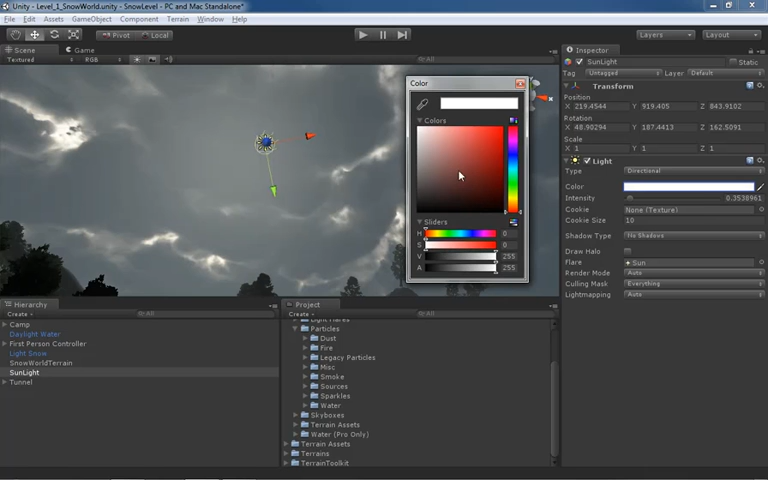 Unity - Level_1_SnowWorld.unity - SnowLevel - PC and Mac Standalone*
File Edit Assets GameObject Component Terrain Window Help
Pivot Local Layers Layout
Scene Game
Textured RGB All
Color
Colors
Sliders
H 0
S 0
V 255
A 255
Inspector
SunLight Static
Tag Untagged Layer Default
Transform
Position
X 219.4544 Y 919.405 Z 843.9102
Rotation
X 48.90294 Y 187.4413 Z 162.5091
Scale
X 1 Y 1 Z 1
Light
Type Directional
Color
Intensity 0.3538961
Cookie None (Texture)
Cookie Size 10
Shadow Type No Shadows
Draw Halo
Flare Sun
Render Mode Auto
Culling Mask Everything
Lightmapping Auto
Hierarchy
Create All
Camp
Daylight Water
First Person Controller
Light Snow
SnowWorldTerrain
SunLight
Tunnel
Project
Create All
Light Flares
Particles
Dust
Fire
Legacy Particles
Misc
Smoke
Sources
Sparkles
Water
Skyboxes
Terrain Assets
Water (Pro Only)
Terrain Assets
Terrains
TerrainToolkit